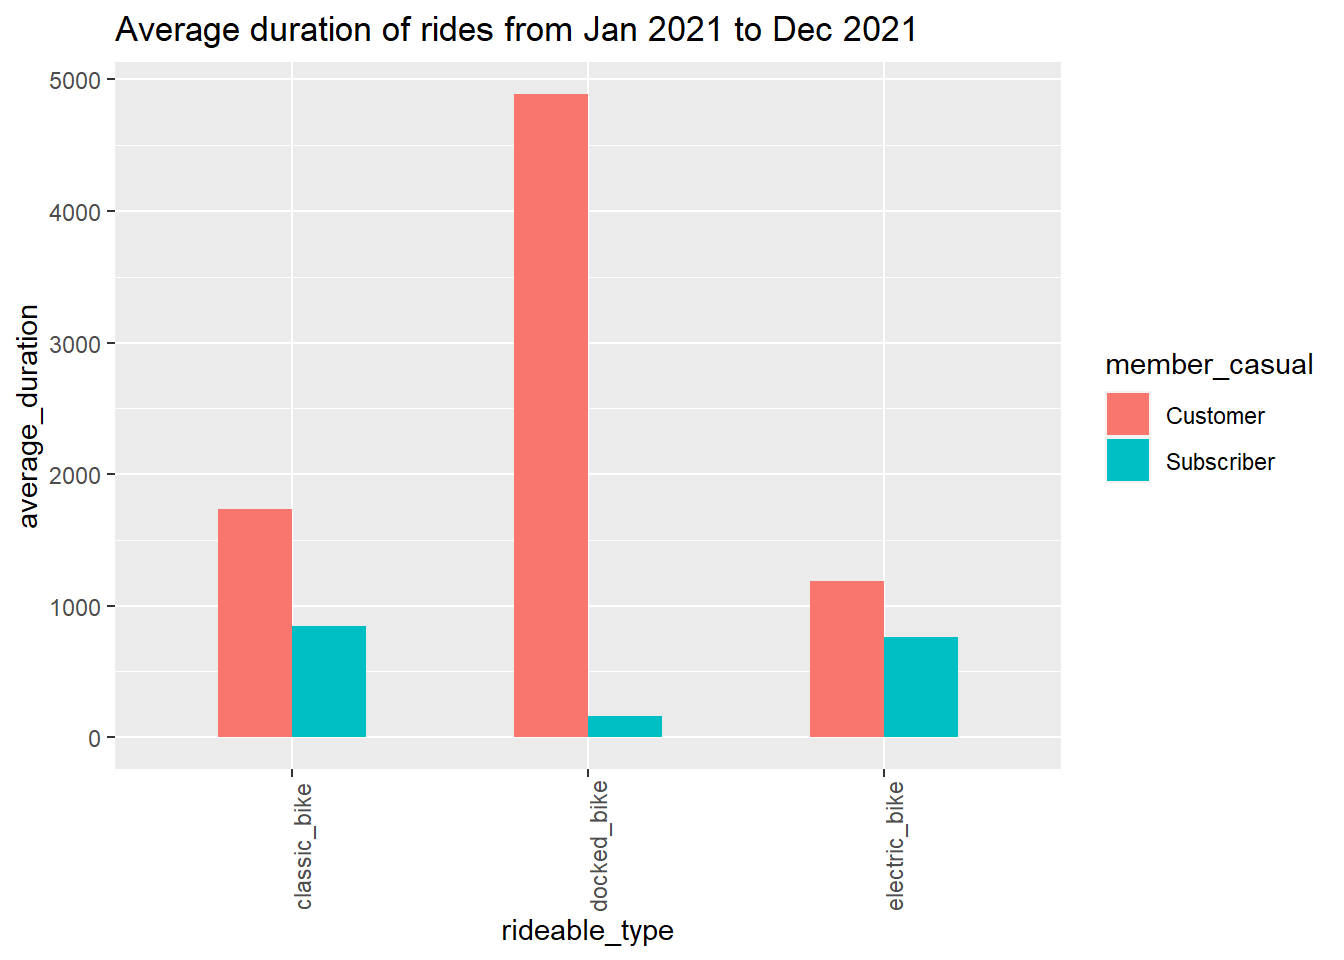 Average duration of rides from Jan 2021 to Dec 2021
average_duration
5000
4000
3000
2000
1000
0
classic_bike
docked_bike
electric_bike
rideable_type
member_casual
Customer
Subscriber